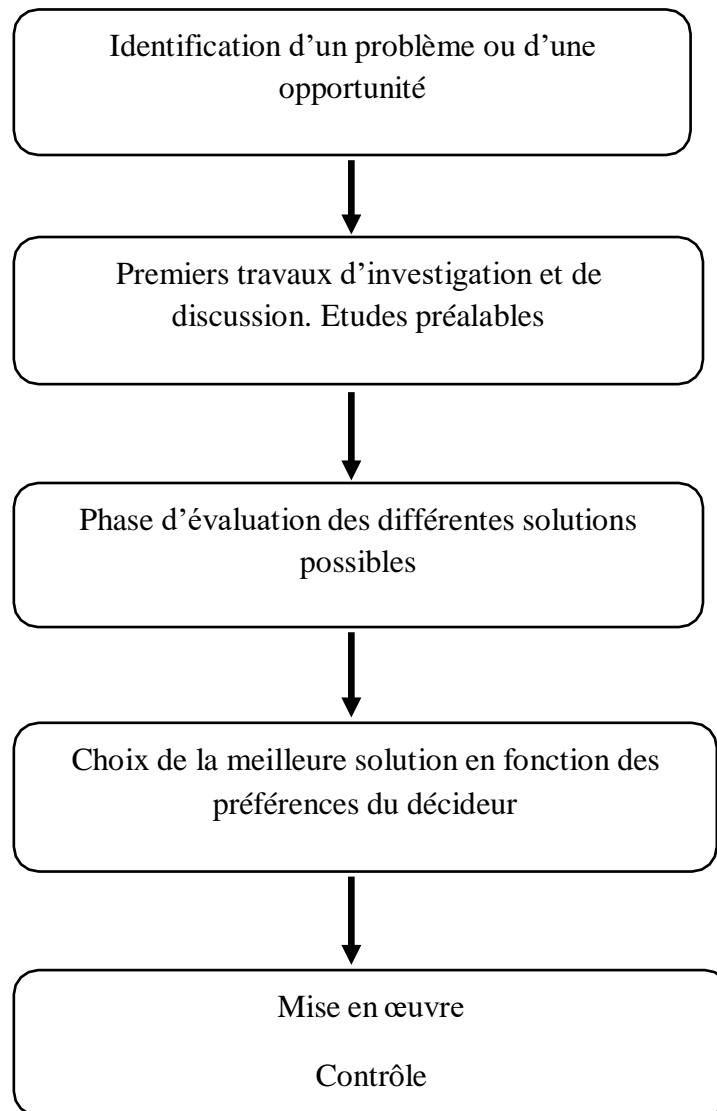 Identification d’un problème ou d’une
opportunité
Premiers travaux d’investigation et de
discussion. Etudes préalables
Phase d’évaluation des différentes solutions
possibles
Choix de la meilleure solution en fonction des
préférences du décideur
Mise en œuvre
Contrôle